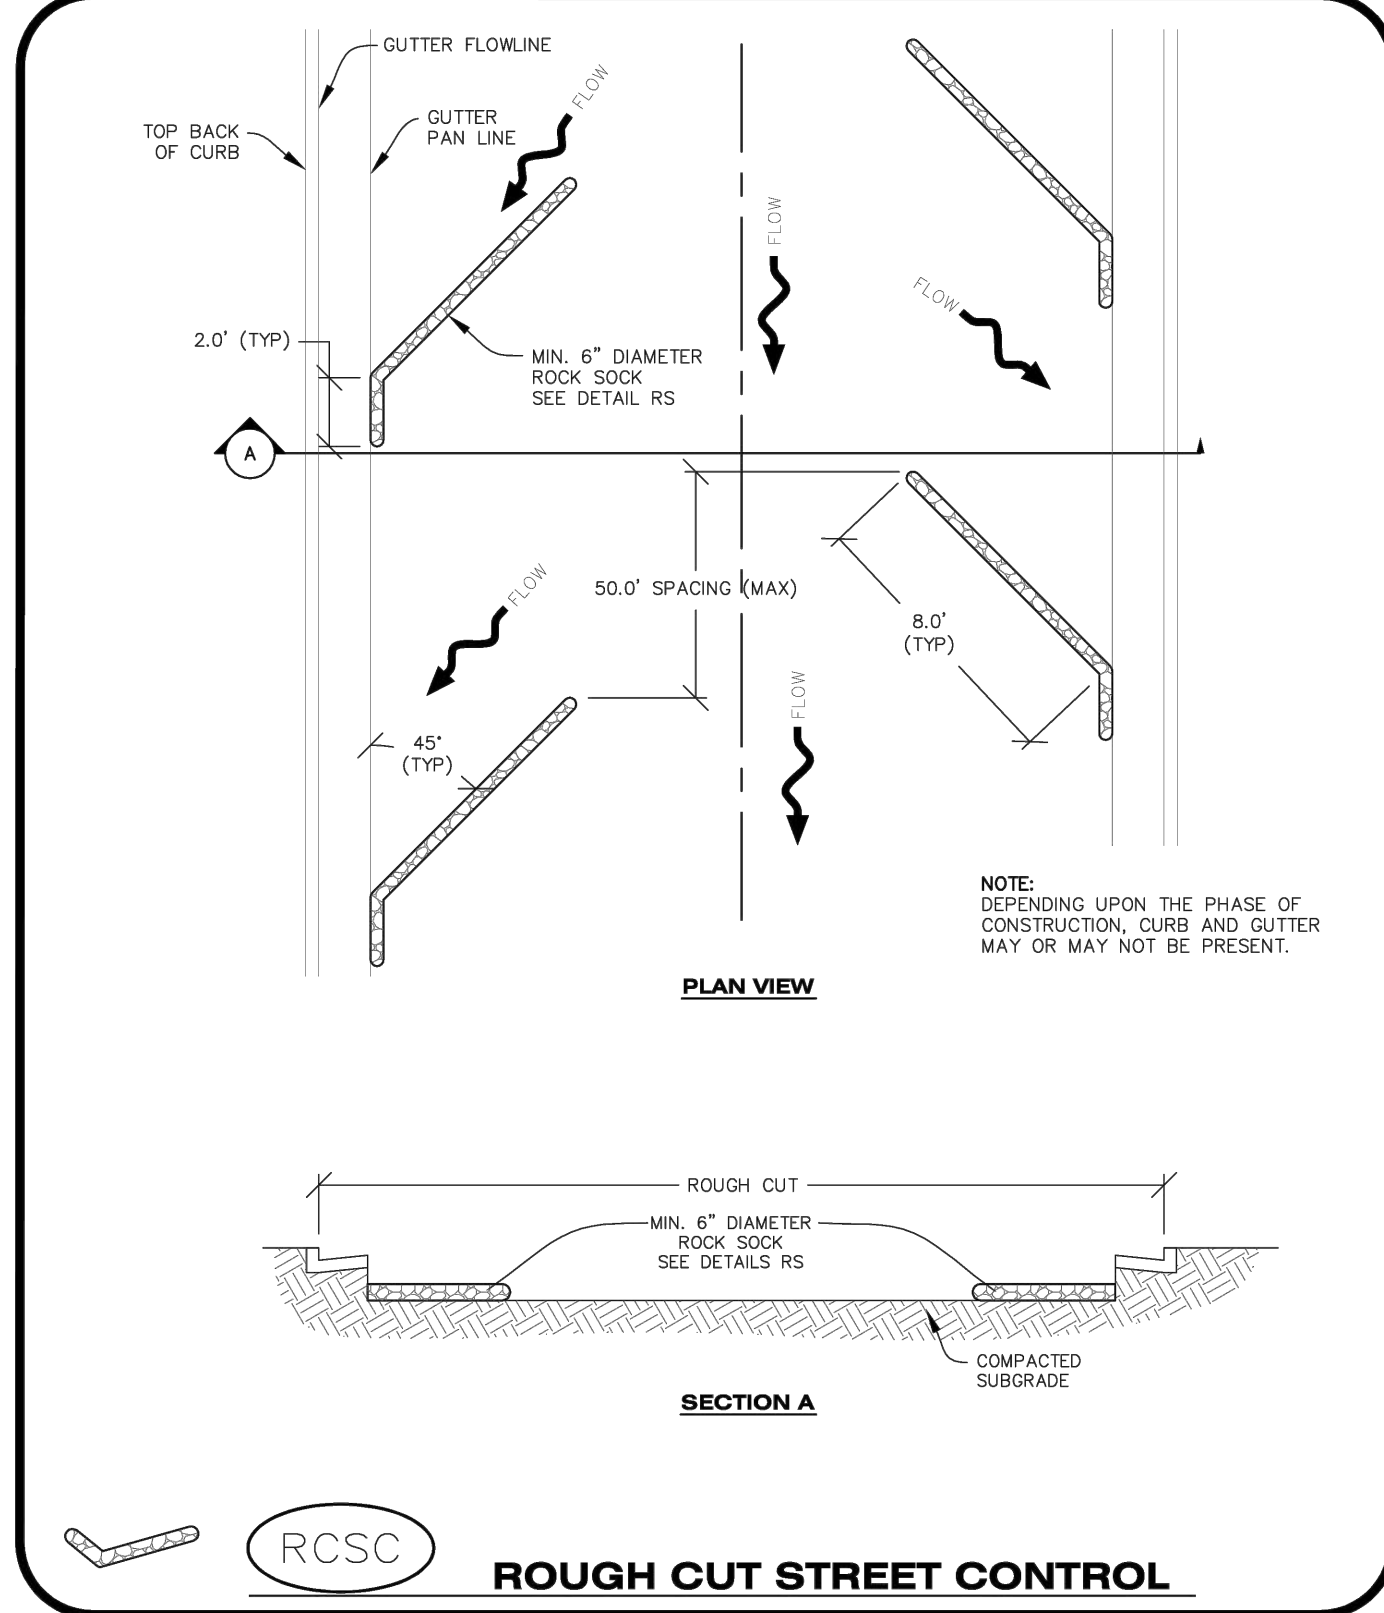 GUTTER FLOWLINE
TOP BACK
OF CURB
GUTTER
PAN LINE
FLOW
FLOW
FLOW
2.0' (TYP)
MIN. 6" DIAMETER
ROCK SOCK
SEE DETAIL RS
A
50.0' SPACING (MAX)
FLOW
8.0'
(TYP)
FLOW
45°
(TYP)
NOTE:
DEPENDING UPON THE PHASE OF
CONSTRUCTION, CURB AND GUTTER
MAY OR MAY NOT BE PRESENT.
PLAN VIEW
ROUGH CUT
MIN. 6" DIAMETER
ROCK SOCK
SEE DETAILS RS
COMPACTED
SUBGRADE
SECTION A
RCSC
ROUGH CUT STREET CONTROL